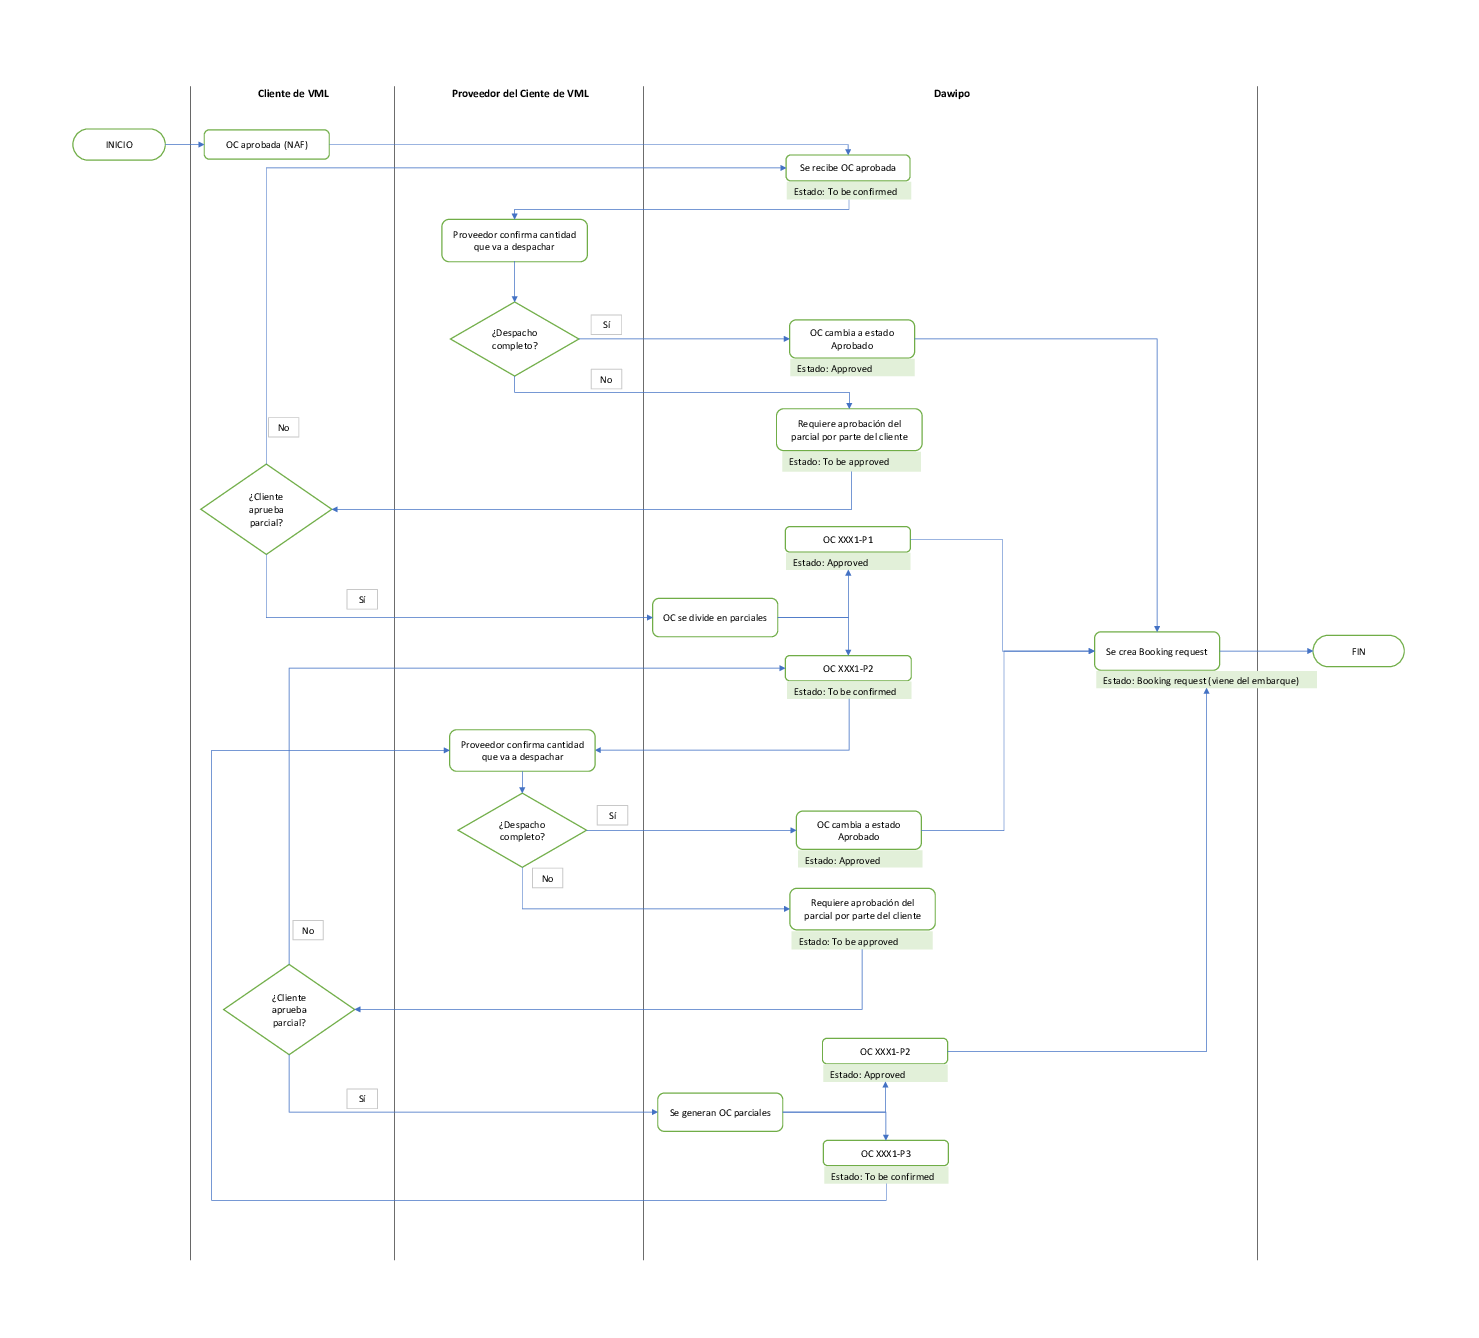 Cliente de VML
Proveedor del Ciente de VML
Dawipo
INICIO
OC aprobada (NAF)
Se recibe OC aprobada
Estado: To be confirmed
Proveedor confirma cantidad
que va a despachar
¿Despacho
completo?
Sí
OC cambia a estado
Aprobado
Estado: Approved
No
Requiere aprobación del
parcial por parte del cliente
Estado: To be approved
No
¿Cliente
aprueba
parcial?
OC XXX1-P1
Estado: Approved
Sí
OC se divide en parciales
Se crea Booking request
Estado: Booking request (viene del embarque)
FIN
OC XXX1-P2
Estado: To be confirmed
Proveedor confirma cantidad
que va a despachar
¿Despacho
completo?
Sí
OC cambia a estado
Aprobado
Estado: Approved
No
Requiere aprobación del
parcial por parte del cliente
Estado: To be approved
No
¿Cliente
aprueba
parcial?
OC XXX1-P2
Estado: Approved
Sí
Se generan OC parciales
OC XXX1-P3
Estado: To be confirmed